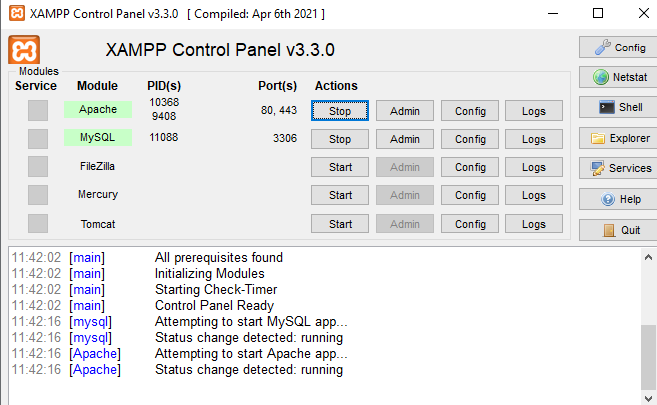 XAMPP Control Panel v3.3.0 [ Compiled: Apr 6th 2021 ]
XAMPP Control Panel v3.3.0
Config
Modules
Service Module PID(s) Port(s) Actions
Netstat
Apache 10368 9408 80, 443 Stop Admin Config Logs
Shell
MySQL 11088 3306 Stop Admin Config Logs
Explorer
FileZilla Start Admin Config Logs
Services
Mercury Start Admin Config Logs
Help
Tomcat Start Admin Config Logs
Quit
11:42:02 [main] All prerequisites found
11:42:02 [main] Initializing Modules
11:42:02 [main] Starting Check-Timer
11:42:02 [main] Control Panel Ready
11:42:16 [mysql] Attempting to start MySQL app...
11:42:16 [mysql] Status change detected: running
11:42:16 [Apache] Attempting to start Apache app...
11:42:16 [Apache] Status change detected: running